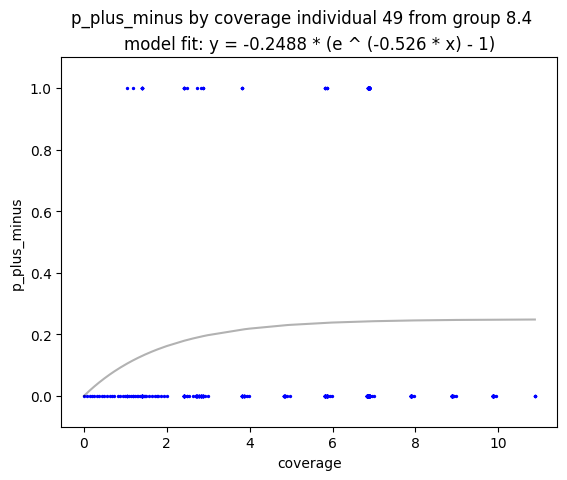 p_plus_minus by coverage individual 49 from group 8.4
model fit: y = -0.2488 * (e ^ (-0.526 * x) - 1)
1.0
0.8
0.6
0.4
0.2
0.0
p_plus_minus
0 2 4 6 8 10
coverage